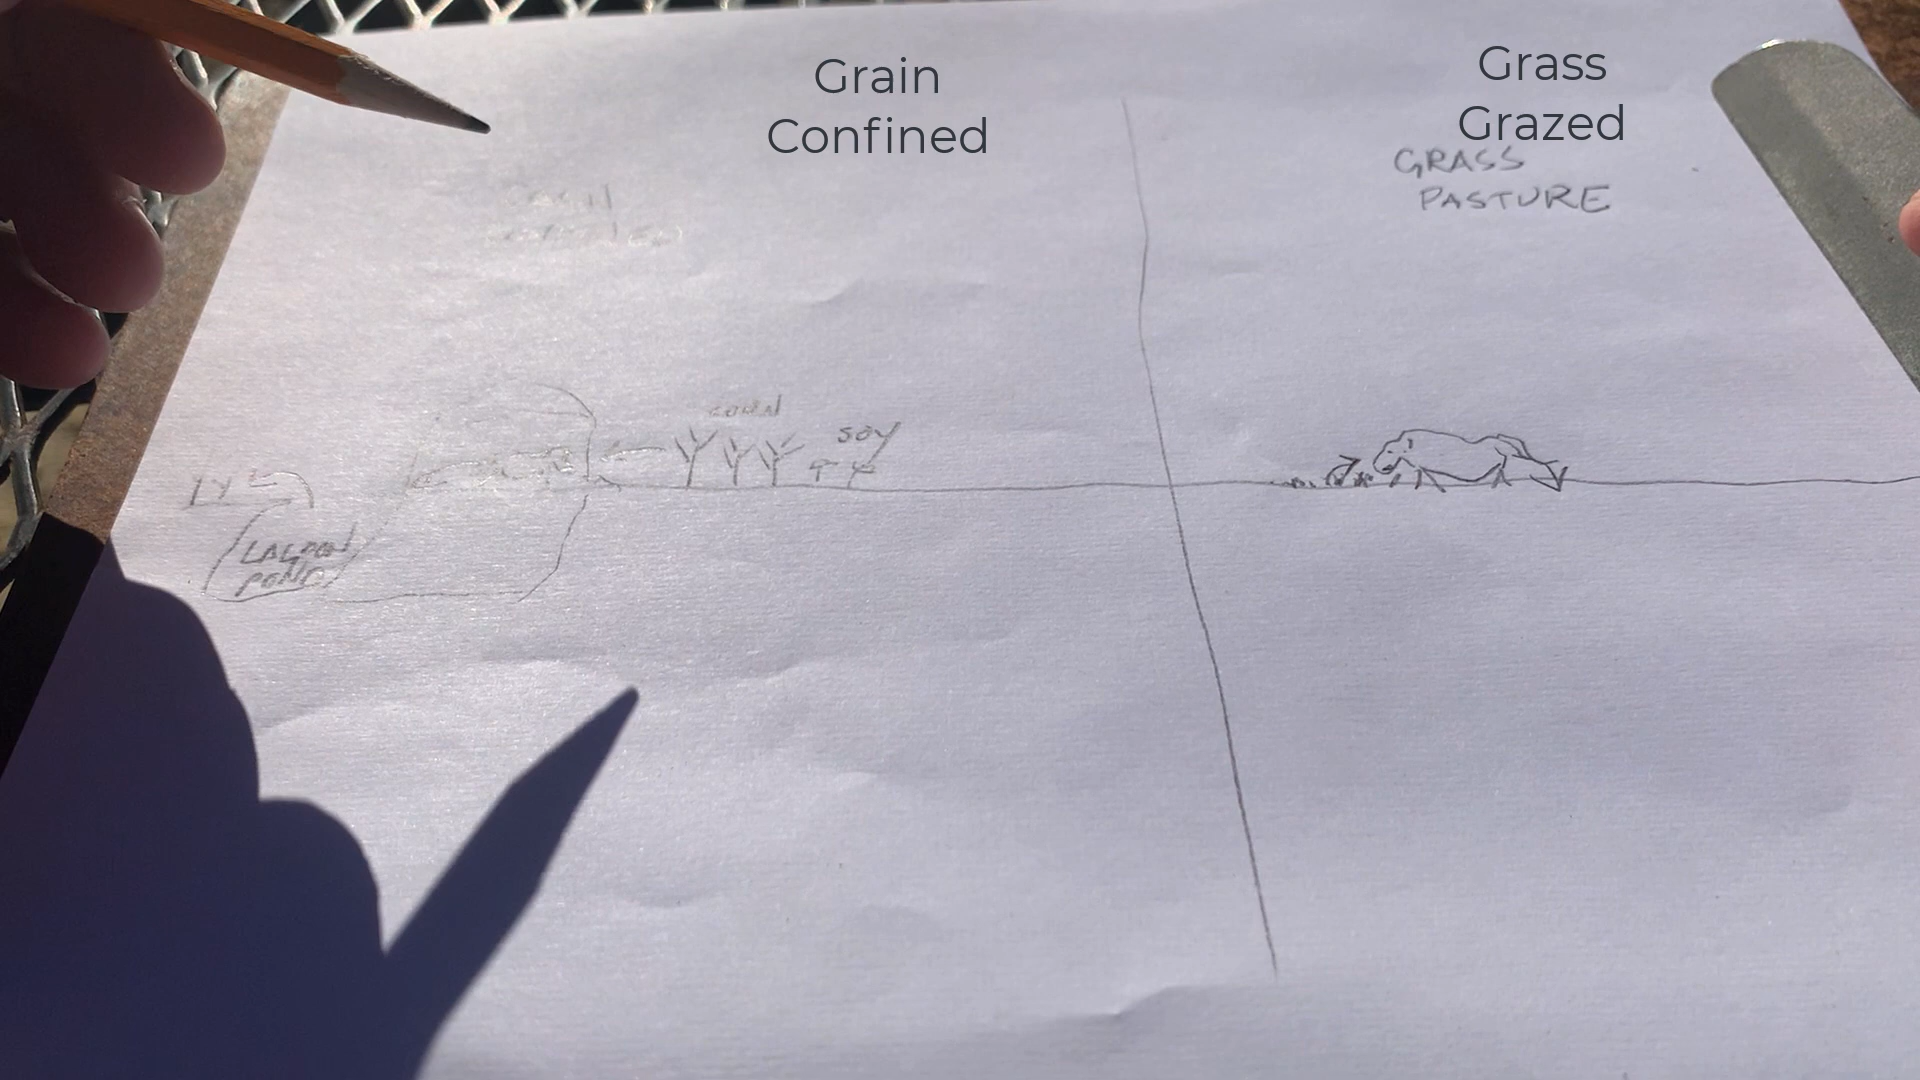 Grain
Confined
Grass
Grazed
GRASS
PASTURE
CORN
SOY
LAGOON
POND